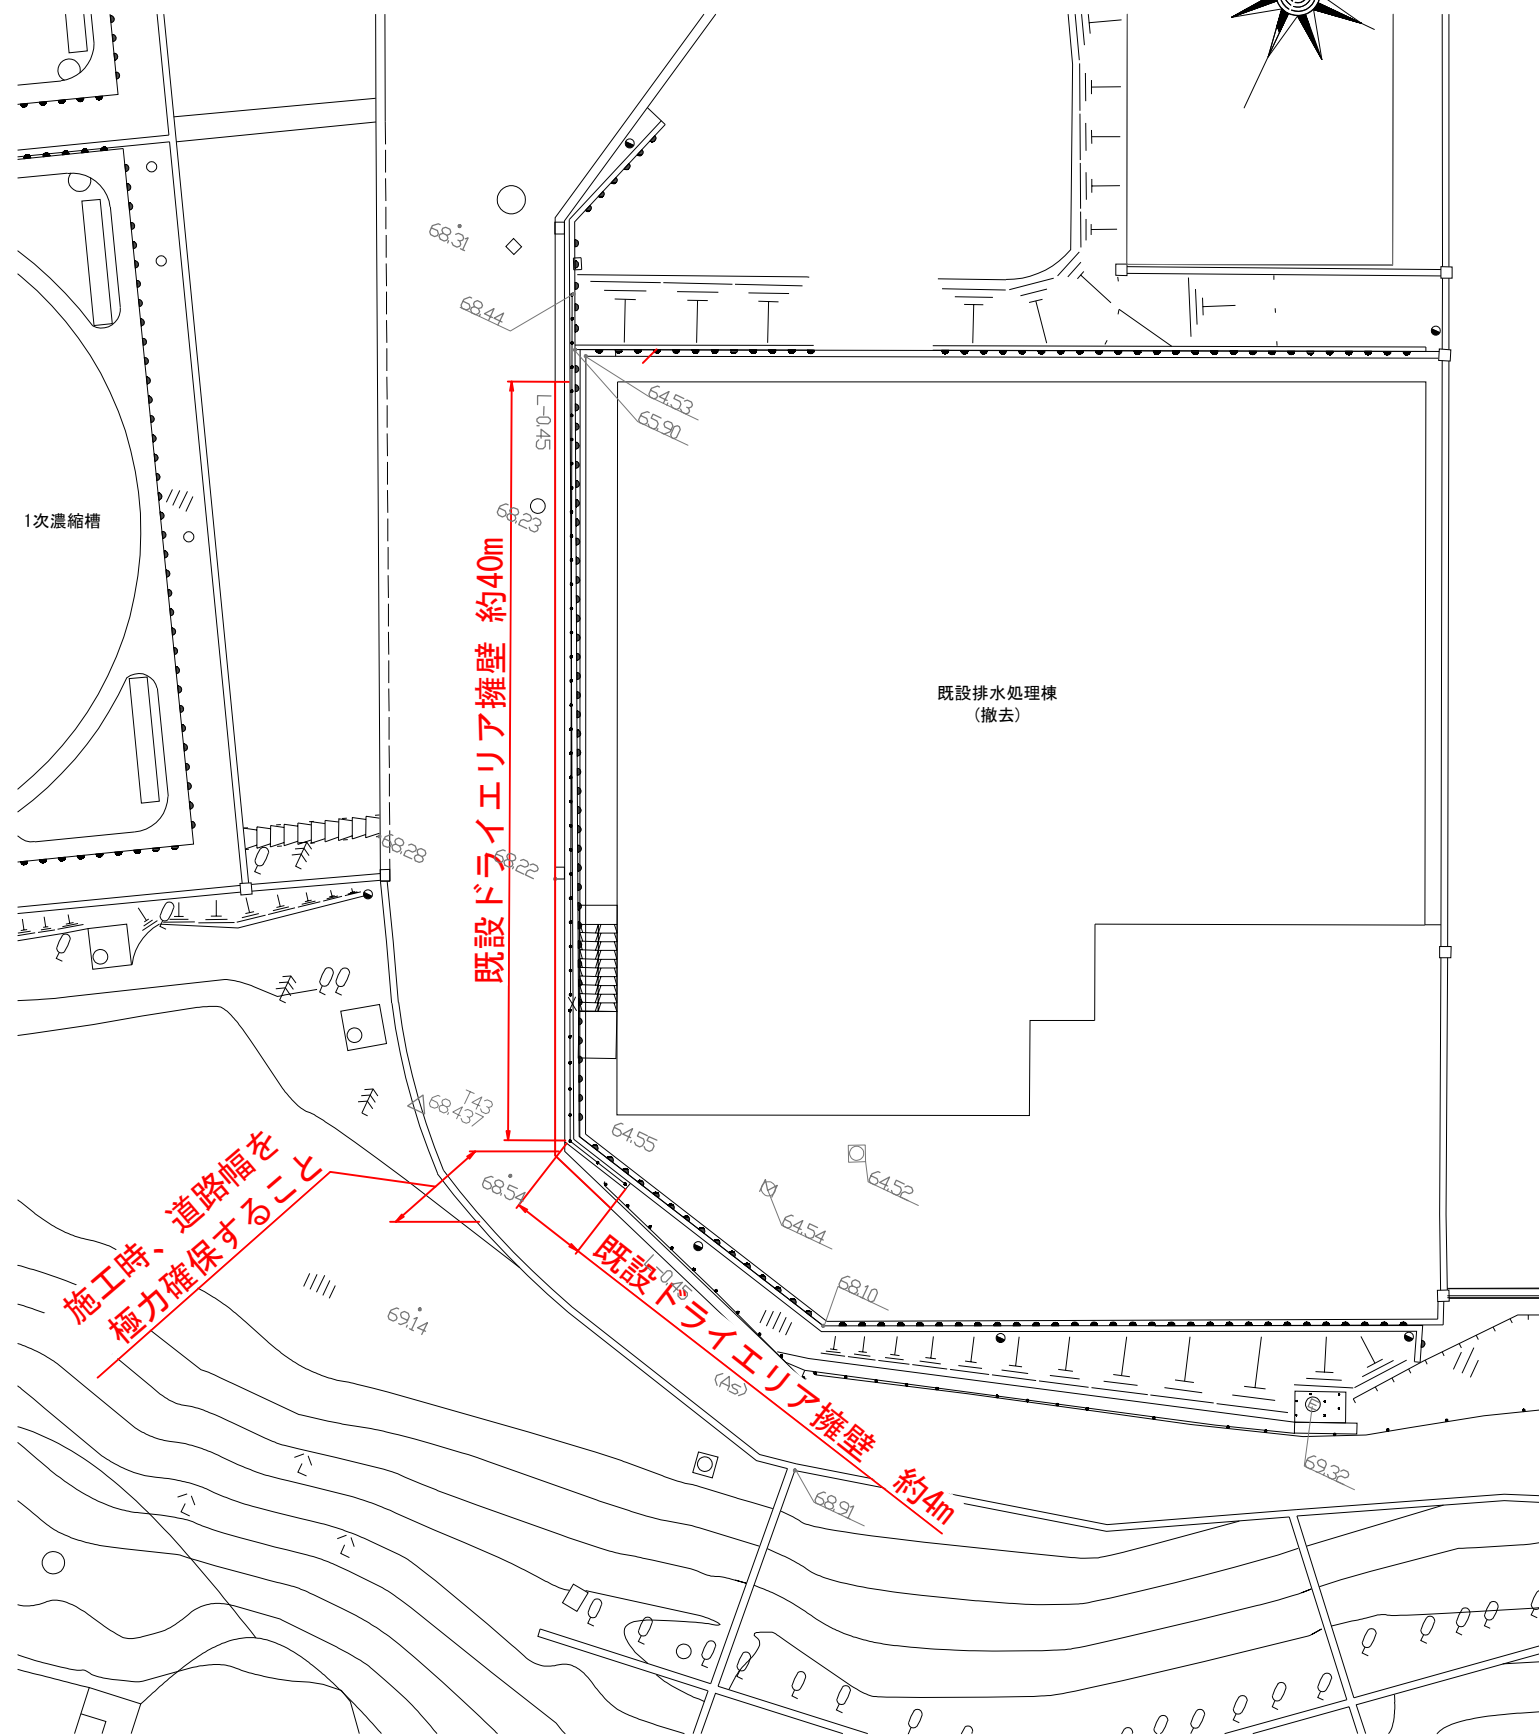 68.31
68.44
64.53
65.90
L-0.45
68.23
1次濃縮槽
既設ドライエリア擁壁 約40m
既設排水処理棟
(撤去)
68.28
68.22
T43
68.437
64.55
施工時、道路幅を
極力確保すること
68.54
64.52
64.54
L-0.45
68.10
69.14
既設ドライエリア擁壁 約4m
(As)
69.32
68.91